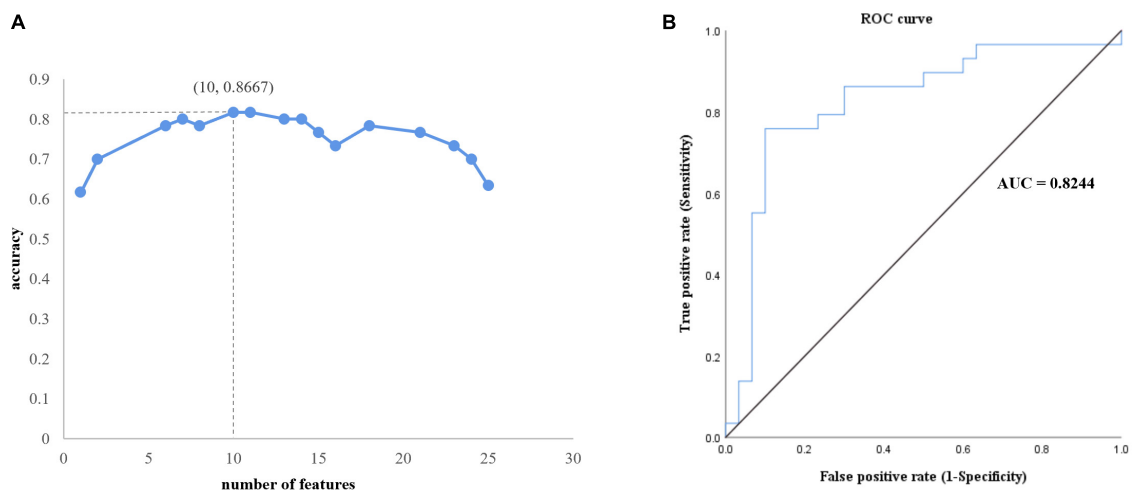 A
(10, 0.8667)
0.9
0.8
0.7
0.6
0.5
0.4
0.3
0.2
0.1
0
accuracy
0 5 10 15 20 25 30
number of features
B
ROC curve
1.0
0.8
0.6
0.4
0.2
0.0
True positive rate (Sensitivity)
AUC = 0.8244
0.0 0.2 0.4 0.6 0.8 1.0
False positive rate (1-Specificity)